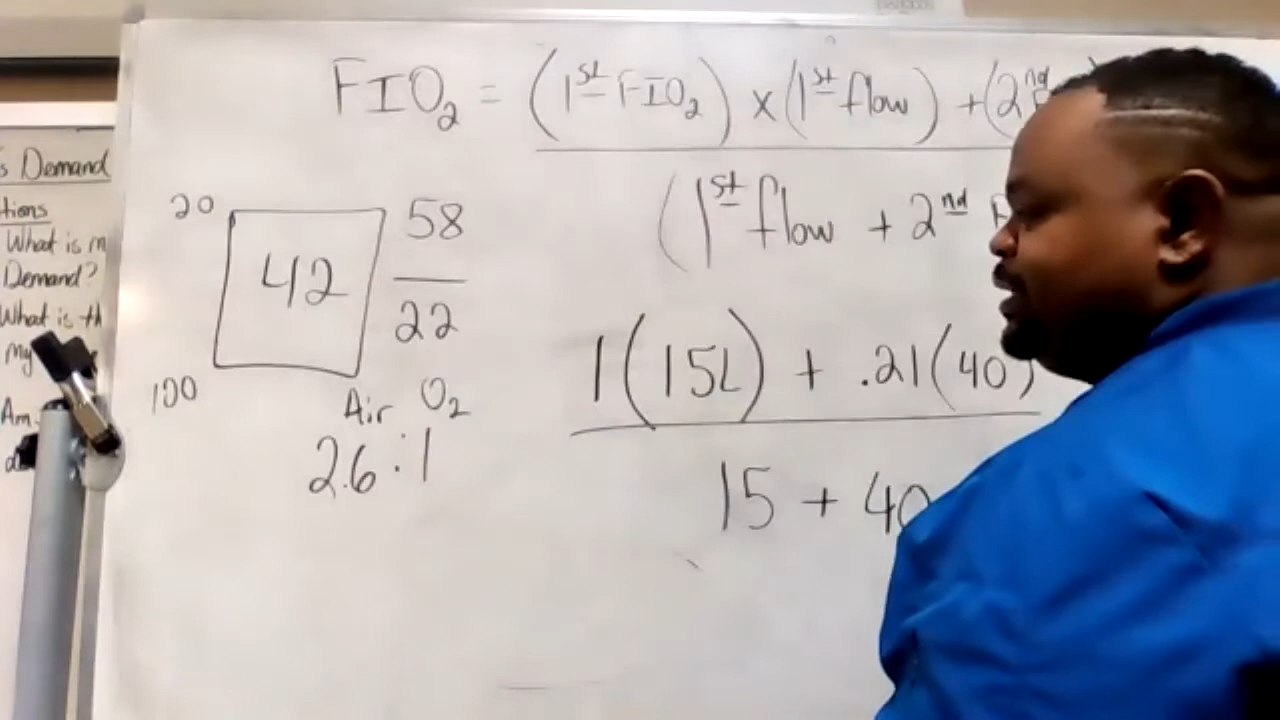 FIO2 = (1st FIO2) x (1st flow) + (2nd
(1st flow + 2nd
20
42
58
22
100
Air O2
2.6 : 1
1 (15L) + .21 (40)
15 + 40
s Demand
tions
What is m
Demand?
What is th
my
Am